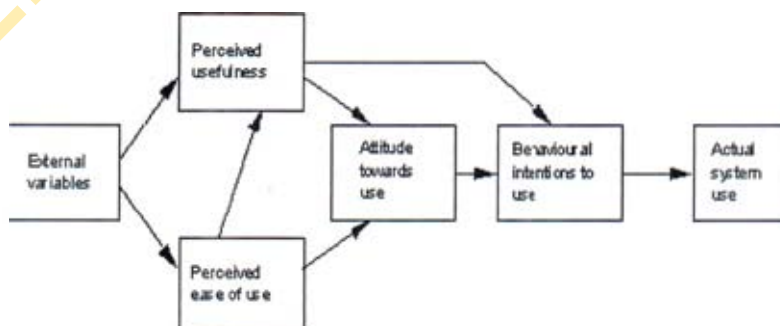 Perceived
usefulness
External
variables
Attitude
towards
use
Behavioural
intentions to
use
Actual
system
use
Perceived
ease of use